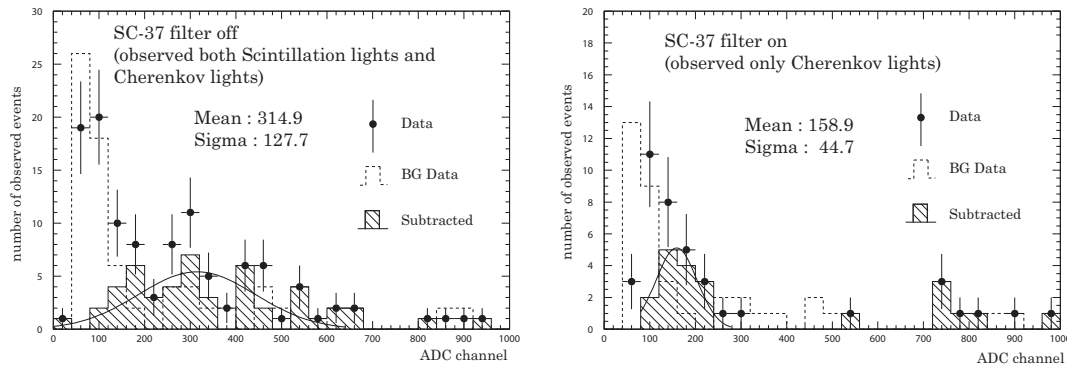 SC-37 filter off
(observed both Scintillation lights and
Cherenkov lights)
Mean : 314.9
Sigma : 127.7
Data
BG Data
Subtracted
number of observed events
30
25
20
15
10
5
0
0 100 200 300 400 500 600 700 800 900 1000
ADC channel
SC-37 filter on
(observed only Cherenkov lights)
Mean : 158.9
Sigma : 44.7
Data
BG Data
Subtracted
number of observed events
20
18
16
14
12
10
8
6
4
2
0
0 100 200 300 400 500 600 700 800 900 1000
ADC channel